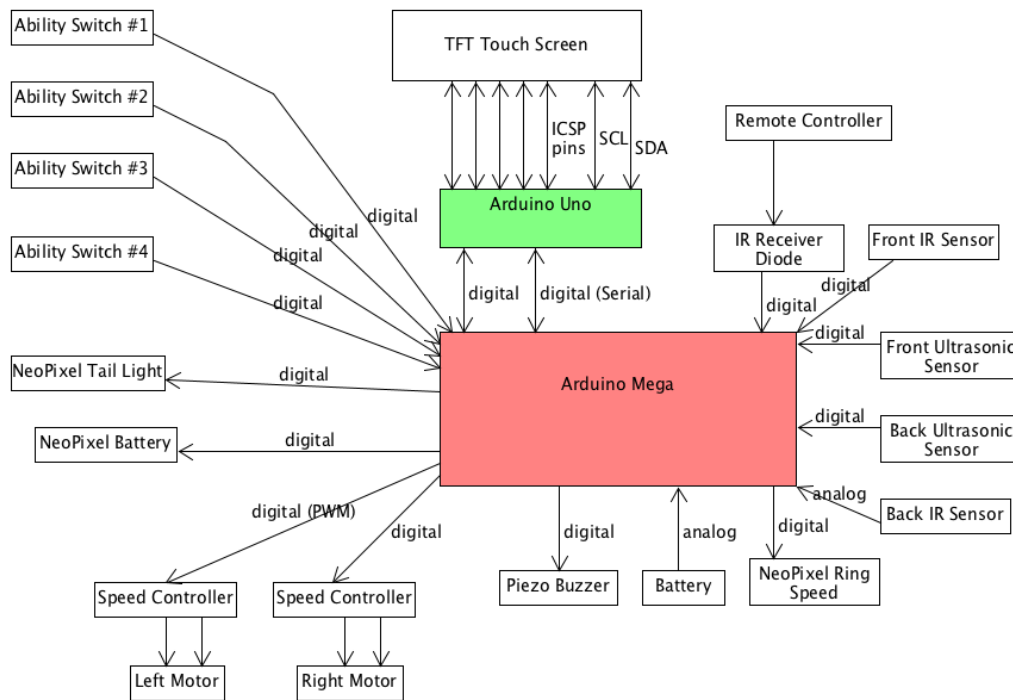 Ability Switch #1
TFT Touch Screen
Ability Switch #2
Remote Controller
ICSP
pins
SCL
SDA
Ability Switch #3
Arduino Uno
digital
digital
digital
Ability Switch #4
IR Receiver
Diode
Front IR Sensor
digital
digital
digital (Serial)
digital
digital
digital
Front Ultrasonic
Sensor
NeoPixel Tail Light
digital
Arduino Mega
digital
Back Ultrasonic
Sensor
NeoPixel Battery
digital
analog
Back IR Sensor
digital (PWM)
digital
digital
analog
digital
Speed Controller
Speed Controller
Piezo Buzzer
Battery
NeoPixel Ring
Speed
Left Motor
Right Motor